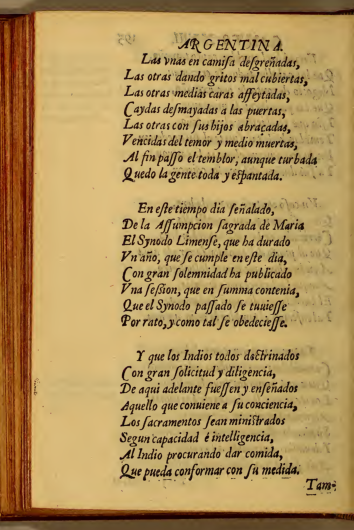 ARGENTINA.
Las vnas en camiſa deſgreñadas,
Las otras dando gritos mal cubiertas,
Las otras medias caras affeytadas,
Caydas deſmayadas a las puertas,
Las otras con ſus hijos abraçadas,
Vencidas del temor y medio muertas,
Al fin paſſo el temblor, aunque turbada
Quedo la gente toda y eſpantada.
En eſte tiempo dia ſeñalado,
De la Aſſumpcion ſagrada de Maria
El Synodo Limenſe, que ha durado
Vn año, que ſe cumple en eſte dia,
Con gran ſolemnidad ha publicado
Vna ſeſsion, que en ſumma contenia,
Que el Synodo paſſado ſe tuuieſſe
Por rato, y como tal ſe obedecieſſe.
Y que los Indios todos doctrinados
Con gran ſolicitud y diligencia,
De aqui adelante fueſſen y enſeñados
Aquello que conuiene a ſu conciencia,
Los ſacramentos ſean miniſtrados
Segun capacidad é intelligencia,
Al Indio procurando dar comida,
Que pueda conformar con ſu medida.
Tam-